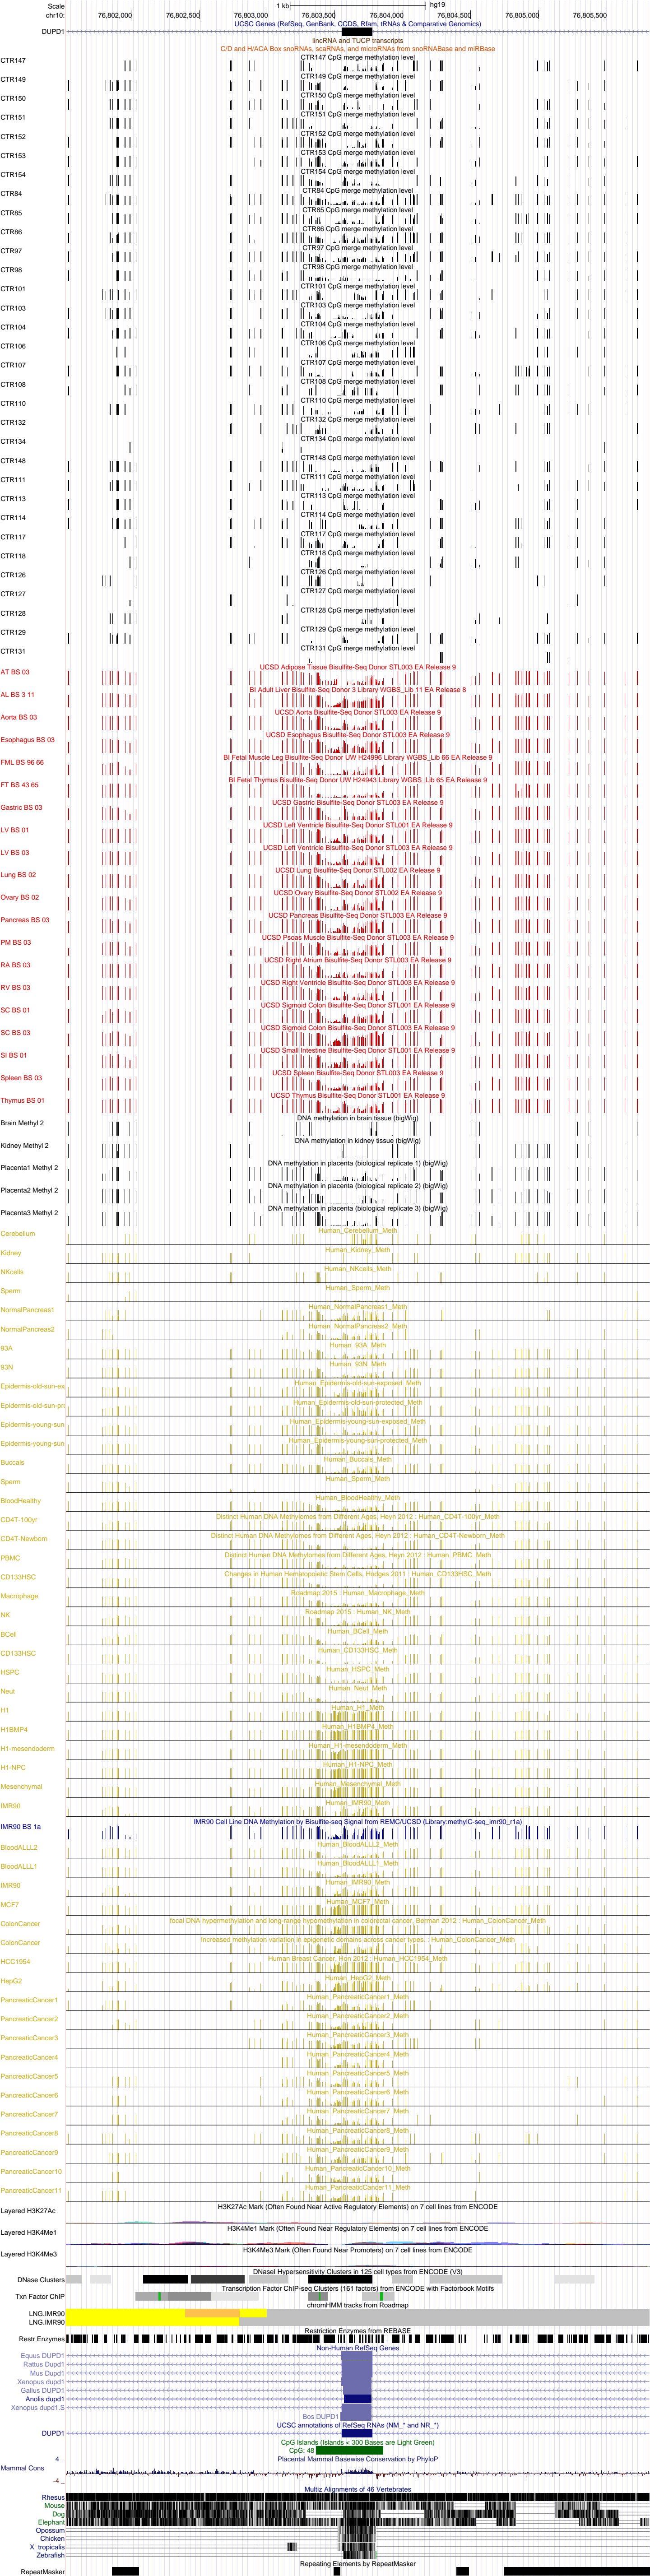 Scale 1 kb hg19
chr10: 76,802,000 76,802,500 76,803,000 76,803,500 76,804,000 76,804,500 76,805,000 76,805,500
UCSC Genes (RefSeq, GenBank, CCDS, Rfam, tRNAs & Comparative Genomics)
DUPD1
lincRNA and TUCP transcripts
C/D and H/ACA Box snoRNAs, scaRNAs, and microRNAs from snoRNABase and miRBase
CTR147 CTR147 CpG merge methylation level
CTR149 CTR149 CpG merge methylation level
CTR150 CTR150 CpG merge methylation level
CTR151 CTR151 CpG merge methylation level
CTR152 CTR152 CpG merge methylation level
CTR153 CTR153 CpG merge methylation level
CTR154 CTR154 CpG merge methylation level
CTR84 CTR84 CpG merge methylation level
CTR85 CTR85 CpG merge methylation level
CTR86 CTR86 CpG merge methylation level
CTR97 CTR97 CpG merge methylation level
CTR98 CTR98 CpG merge methylation level
CTR101 CTR101 CpG merge methylation level
CTR103 CTR103 CpG merge methylation level
CTR104 CTR104 CpG merge methylation level
CTR106 CTR106 CpG merge methylation level
CTR107 CTR107 CpG merge methylation level
CTR108 CTR108 CpG merge methylation level
CTR110 CTR110 CpG merge methylation level
CTR132 CTR132 CpG merge methylation level
CTR134 CTR134 CpG merge methylation level
CTR148 CTR148 CpG merge methylation level
CTR111 CTR111 CpG merge methylation level
CTR113 CTR113 CpG merge methylation level
CTR114 CTR114 CpG merge methylation level
CTR117 CTR117 CpG merge methylation level
CTR118 CTR118 CpG merge methylation level
CTR126 CTR126 CpG merge methylation level
CTR127 CTR127 CpG merge methylation level
CTR128 CTR128 CpG merge methylation level
CTR129 CTR129 CpG merge methylation level
CTR131 CTR131 CpG merge methylation level
UCSD Adipose Tissue Bisulfite-Seq Donor STL003 EA Release 9
AT BS 03
BI Adult Liver Bisulfite-Seq Donor 3 Library WGBS_Lib 11 EA Release 8
AL BS 3 11
UCSD Aorta Bisulfite-Seq Donor STL003 EA Release 9
Aorta BS 03
UCSD Esophagus Bisulfite-Seq Donor STL003 EA Release 9
Esophagus BS 03
BI Fetal Muscle Leg Bisulfite-Seq Donor UW H24996 Library WGBS_Lib 66 EA Release 9
FML BS 96 66
BI Fetal Thymus Bisulfite-Seq Donor UW H24943 Library WGBS_Lib 65 EA Release 9
FT BS 43 65
UCSD Gastric Bisulfite-Seq Donor STL003 EA Release 9
Gastric BS 03
UCSD Left Ventricle Bisulfite-Seq Donor STL001 EA Release 9
LV BS 01
UCSD Left Ventricle Bisulfite-Seq Donor STL003 EA Release 9
LV BS 03
UCSD Lung Bisulfite-Seq Donor STL002 EA Release 9
Lung BS 02
UCSD Ovary Bisulfite-Seq Donor STL002 EA Release 9
Ovary BS 02
UCSD Pancreas Bisulfite-Seq Donor STL003 EA Release 9
Pancreas BS 03
UCSD Psoas Muscle Bisulfite-Seq Donor STL003 EA Release 9
PM BS 03
UCSD Right Atrium Bisulfite-Seq Donor STL003 EA Release 9
RA BS 03
UCSD Right Ventricle Bisulfite-Seq Donor STL003 EA Release 9
RV BS 03
UCSD Sigmoid Colon Bisulfite-Seq Donor STL001 EA Release 9
SC BS 01
UCSD Sigmoid Colon Bisulfite-Seq Donor STL003 EA Release 9
SC BS 03
UCSD Small Intestine Bisulfite-Seq Donor STL001 EA Release 9
SI BS 01
UCSD Spleen Bisulfite-Seq Donor STL003 EA Release 9
Spleen BS 03
UCSD Thymus Bisulfite-Seq Donor STL001 EA Release 9
Thymus BS 01
DNA methylation in brain tissue (bigWig)
Brain Methyl 2
DNA methylation in kidney tissue (bigWig)
Kidney Methyl 2
DNA methylation in placenta (biological replicate 1) (bigWig)
Placenta1 Methyl 2
DNA methylation in placenta (biological replicate 2) (bigWig)
Placenta2 Methyl 2
DNA methylation in placenta (biological replicate 3) (bigWig)
Placenta3 Methyl 2
Cerebellum Human_Cerebellum_Meth
Kidney Human_Kidney_Meth
NKcells Human_NKcells_Meth
Sperm Human_Sperm_Meth
NormalPancreas1 Human_NormalPancreas1_Meth
NormalPancreas2 Human_NormalPancreas2_Meth
93A Human_93A_Meth
93N Human_93N_Meth
Epidermis-old-sun-ex Human_Epidermis-old-sun-exposed_Meth
Epidermis-old-sun-pr Human_Epidermis-old-sun-protected_Meth
Epidermis-young-sun Human_Epidermis-young-sun-exposed_Meth
Epidermis-young-sun Human_Epidermis-young-sun-protected_Meth
Buccals Human_Buccals_Meth
Sperm Human_Sperm_Meth
BloodHealthy Human_BloodHealthy_Meth
CD4T-100yr Distinct Human DNA Methylomes from Different Ages, Heyn 2012 : Human_CD4T-100yr_Meth
CD4T-Newborn Distinct Human DNA Methylomes from Different Ages, Heyn 2012 : Human_CD4T-Newborn_Meth
PBMC Distinct Human DNA Methylomes from Different Ages, Heyn 2012 : Human_PBMC_Meth
CD133HSC Changes in Human Hematopoietic Stem Cells, Hodges 2011 : Human_CD133HSC_Meth
Macrophage Roadmap 2015 : Human_Macrophage_Meth
NK Roadmap 2015 : Human_NK_Meth
BCell Human_BCell_Meth
CD133HSC Human_CD133HSC_Meth
HSPC Human_HSPC_Meth
Neut Human_Neut_Meth
H1 Human_H1_Meth
H1BMP4 Human_H1BMP4_Meth
H1-mesendoderm Human_H1-mesendoderm_Meth
H1-NPC Human_H1-NPC_Meth
Mesenchymal Human_Mesenchymal_Meth
IMR90 Human_IMR90_Meth
IMR90 Cell Line DNA Methylation by Bisulfite-seq Signal from REMC/UCSD (Library:methylC-seq_imr90_r1a)
IMR90 BS 1a
BloodALLL2 Human_BloodALLL2_Meth
BloodALLL1 Human_BloodALLL1_Meth
IMR90 Human_IMR90_Meth
MCF7 Human_MCF7_Meth
ColonCancer focal DNA hypermethylation and long-range hypomethylation in colorectal cancer, Berman 2012 : Human_ColonCancer_Meth
ColonCancer Increased methylation variation in epigenetic domains across cancer types. : Human_ColonCancer_Meth
HCC1954 Human Breast Cancer, Hon 2012 : Human_HCC1954_Meth
HepG2 Human_HepG2_Meth
PancreaticCancer1 Human_PancreaticCancer1_Meth
PancreaticCancer2 Human_PancreaticCancer2_Meth
PancreaticCancer3 Human_PancreaticCancer3_Meth
PancreaticCancer4 Human_PancreaticCancer4_Meth
PancreaticCancer5 Human_PancreaticCancer5_Meth
PancreaticCancer6 Human_PancreaticCancer6_Meth
PancreaticCancer7 Human_PancreaticCancer7_Meth
PancreaticCancer8 Human_PancreaticCancer8_Meth
PancreaticCancer9 Human_PancreaticCancer9_Meth
PancreaticCancer10 Human_PancreaticCancer10_Meth
PancreaticCancer11 Human_PancreaticCancer11_Meth
H3K27Ac Mark (Often Found Near Active Regulatory Elements) on 7 cell lines from ENCODE
Layered H3K27Ac
H3K4Me1 Mark (Often Found Near Regulatory Elements) on 7 cell lines from ENCODE
Layered H3K4Me1
H3K4Me3 Mark (Often Found Near Promoters) on 7 cell lines from ENCODE
Layered H3K4Me3
DNaseI Hypersensitivity Clusters in 125 cell types from ENCODE (V3)
DNase Clusters
Transcription Factor ChIP-seq Clusters (161 factors) from ENCODE with Factorbook Motifs
Txn Factor ChIP
chromHMM tracks from Roadmap
LNG.IMR90
LNG.IMR90
Restriction Enzymes from REBASE
Restr Enzymes
Non-Human RefSeq Genes
Equus DUPD1
Rattus Dupd1
Mus Dupd1
Xenopus dupd1
Gallus DUPD1
Anolis dupd1
Xenopus dupd1.S
Bos DUPD1
UCSC annotations of RefSeq RNAs (NM_* and NR_*)
DUPD1
CpG Islands (Islands < 300 Bases are Light Green)
CpG: 48
Placental Mammal Basewise Conservation by PhyloP
4 _
Mammal Cons
-4 _
Multiz Alignments of 46 Vertebrates
Rhesus
Mouse
Dog
Elephant
Opossum
Chicken
X_tropicalis
Zebrafish
Repeating Elements by RepeatMasker
RepeatMasker